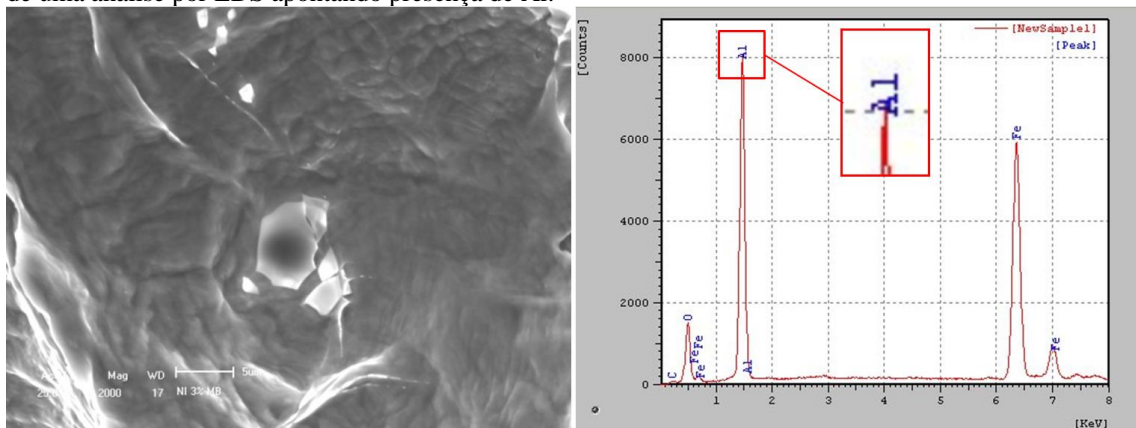 de uma análise por EDS apontando presença de Al.
Mag WD 5u
2000 17 NI 3% MB
[Counts]
[NewSample1]
[Peak]
8000
6000
4000
2000
0
Al
Al
Fe
Fe
O
Fe
Fe
Fe
C
Al
1 2 3 4 5 6 7 8
[KeV]